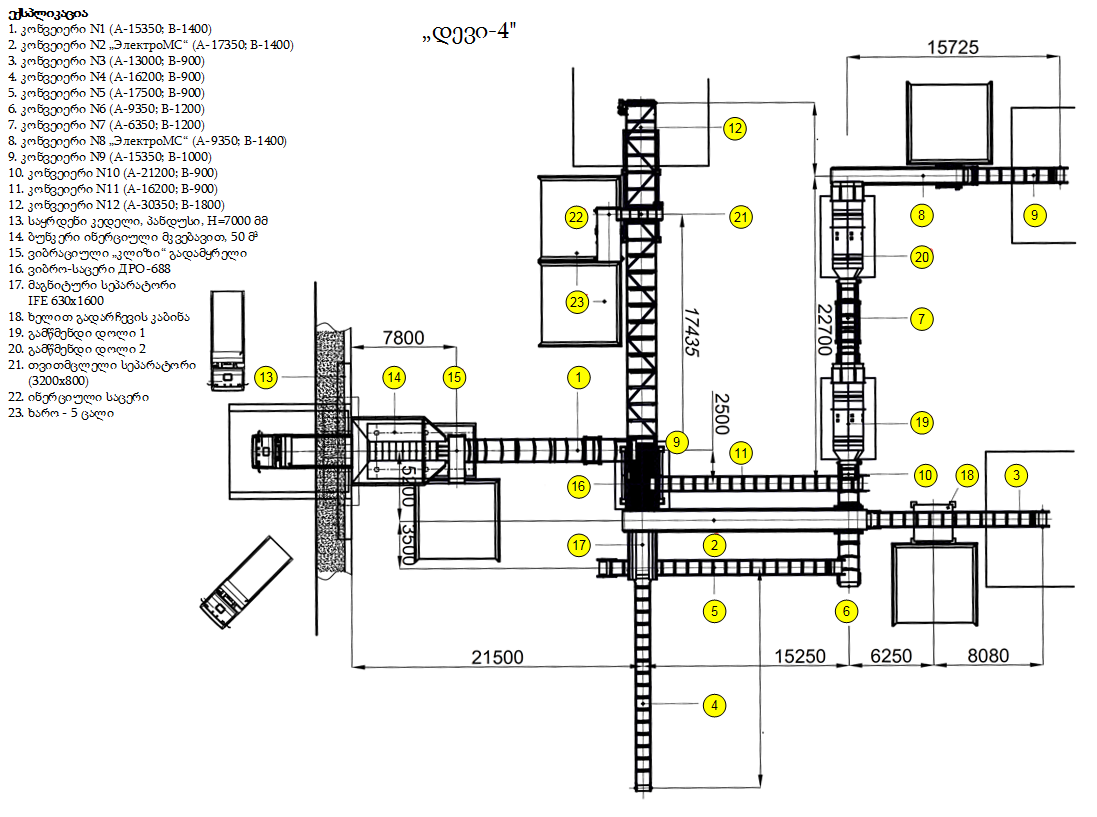 ექსპლიკაცია
1. კონვეიერი N1 (A-15350; B-1400)
2. კონვეიერი N2 „ЭлектроМС“ (A-17350; B-1400)
3. კონვეიერი N3 (A-13000; B-900)
4. კონვეიერი N4 (A-16200; B-900)
5. კონვეიერი N5 (A-17500; B-900)
6. კონვეიერი N6 (A-9350; B-1200)
7. კონვეიერი N7 (A-6350; B-1200)
8. კონვეიერი N8 „ЭлектроМС“ (A-9350; B-1400)
9. კონვეიერი N9 (A-15350; B-1000)
10. კონვეიერი N10 (A-21200; B-900)
11. კონვეიერი N11 (A-16200; B-900)
12. კონვეიერი N12 (A-30350; B-1800)
13. საყრდენი კედელი, პანდუსი, H=7000 მმ
14. ბუნკერი ინერციული მკვებავით, 50 მ³
15. ვიბრაციული „კლიზი“ გადამყრელი
16. ვიბრო-საცერი ДРО-688
17. მაგნიტური სეპარატორი
IFE 630x1600
18. ხელით გადარჩევის კაბინა
19. გამწმენდი დოლი 1
20. გამწმენდი დოლი 2
21. თვითმცლელი სეპარატორი
(3200x800)
22. ინერციული საცერი
23. ხარო - 5 ცალი
„დევი-4"
15725
12
22
21
8
9
20
23
17435
22700
7
7800
13
14
15
1
2500
19
9
11
16
10
18
3
5200
3500
17
2
5
6
21500
15250
6250
8080
4